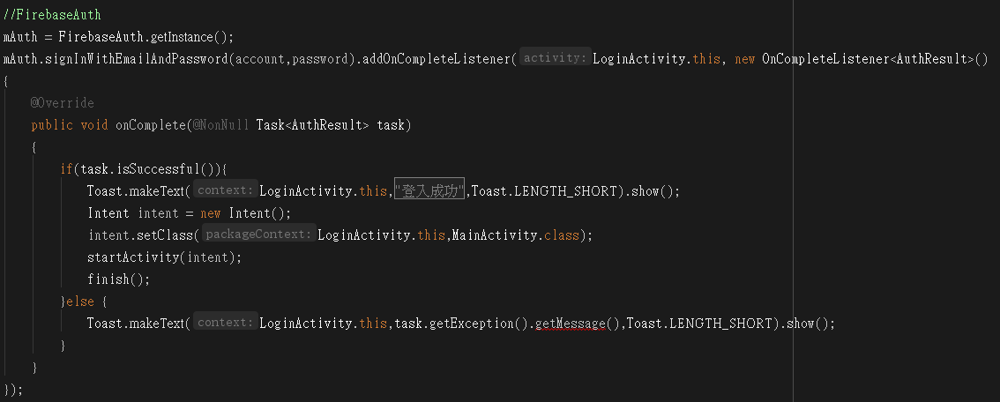 //FirebaseAuth
mAuth = FirebaseAuth.getInstance();
mAuth.signInWithEmailAndPassword(account,password).addOnCompleteListener( activity: LoginActivity.this, new OnCompleteListener<AuthResult>()
{
@Override
public void onComplete(@NonNull Task<AuthResult> task)
{
if(task.isSuccessful()){
Toast.makeText( context: LoginActivity.this,"登入成功",Toast.LENGTH_SHORT).show();
Intent intent = new Intent();
intent.setClass( packageContext: LoginActivity.this,MainActivity.class);
startActivity(intent);
finish();
}else {
Toast.makeText( context: LoginActivity.this,task.getException().getMessage(),Toast.LENGTH_SHORT).show();
}
}
});